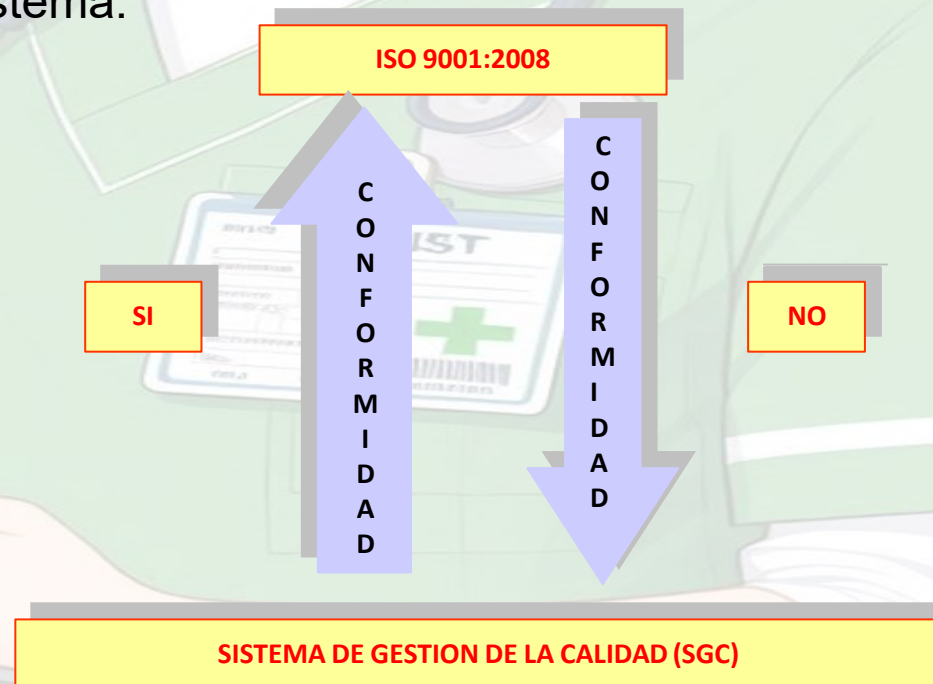 stema.
ISO 9001:2008
CONFORMIDAD
CONFORMIDAD
SI
NO
SISTEMA DE GESTION DE LA CALIDAD (SGC)